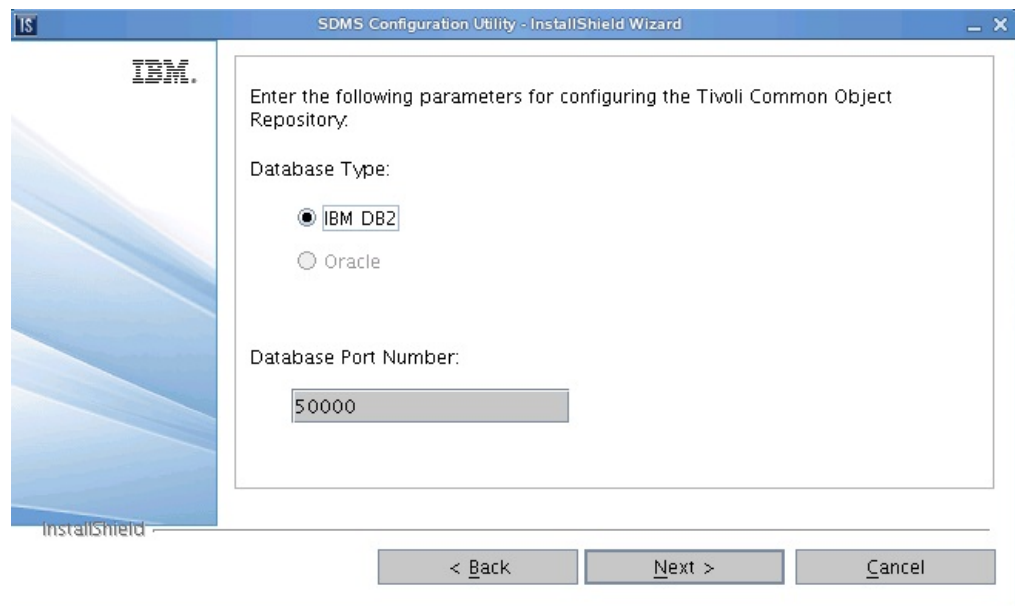 IS
SDMS Configuration Utility - InstallShield Wizard
IBM.
Enter the following parameters for configuring the Tivoli Common Object
Repository:
Database Type:
IBM DB2
Oracle
Database Port Number:
50000
InstallShield
< Back
Next >
Cancel